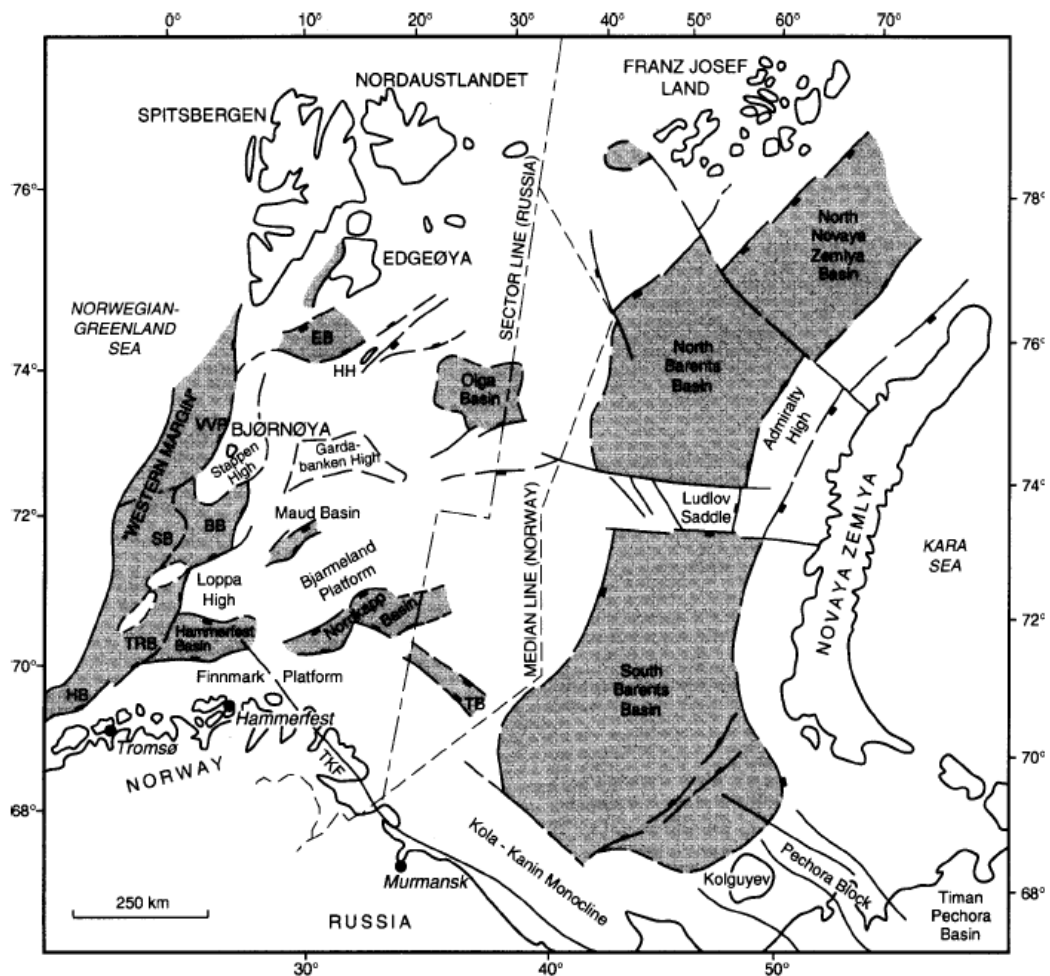 0° 10° 20° 30° 40° 50° 60° 70°
NORDAUSTLANDET
FRANZ JOSEF
LAND
SPITSBERGEN
76°
78°
SECTOR LINE (RUSSIA)
North
Novaya
Zemlya
Basin
EDGEØYA
NORWEGIAN-
GREENLAND
SEA
EB
HH
74°
76°
North
Barents
Basin
Olga
Basin
Admiralty
High
"WESTERN MARGIN"
VVP
BJØRNØYA
Stappen
High
Garda-
banken High
74°
Ludlov
Saddle
72°
SB
BB
Maud Basin
MEDIAN LINE (NORWAY)
NOVAYA ZEMLYA
KARA
SEA
Loppa
High
Bjarmeland
Platform
72°
TRB
Hammerfest
Basin
Nordkapp
Basin
70°
HB
Finnmark Platform
TB
South
Barents
Basin
Hammerfest
Tromsø
NORWAY
TKF
70°
68°
Kola - Kanin Monocline
Murmansk
Kolguyev
Pechora Block
68°
Timan
Pechora
Basin
250 km
RUSSIA
30° 40° 50°